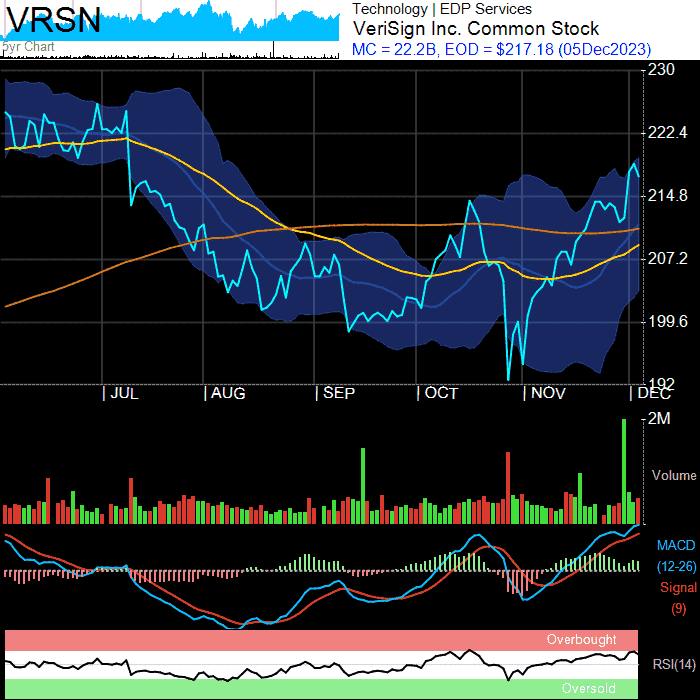 VRSN
5yr Chart
Technology | EDP Services
VeriSign Inc. Common Stock
MC = 22.2B, EOD = $217.18 (05Dec2023)
230
222.4
214.8
207.2
199.6
192
| JUL | AUG | SEP | OCT | NOV | DEC
2M
Volume
MACD
(12-26)
Signal
(9)
Overbought
RSI(14)
Oversold